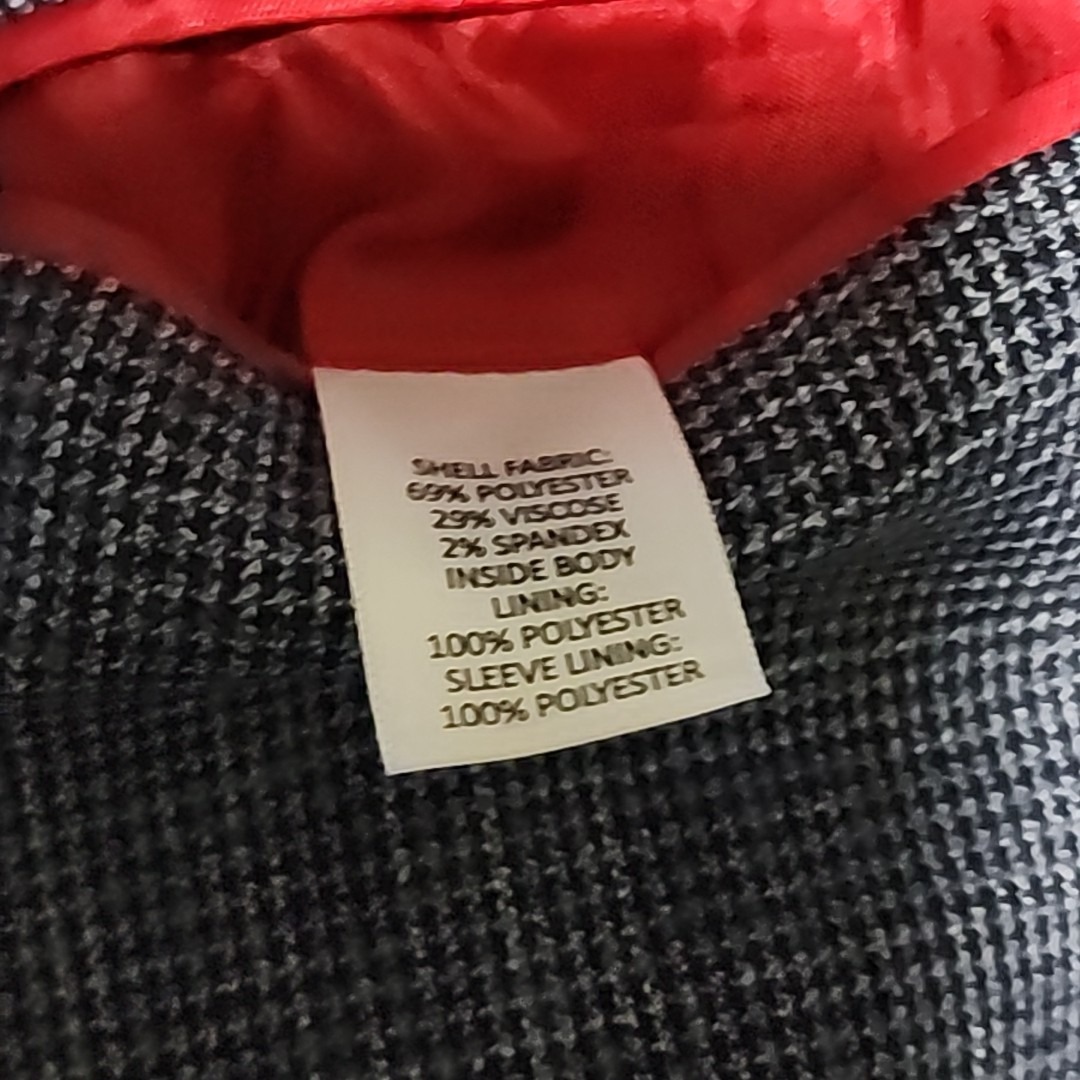 SHELL FABRIC:
69% POLYESTER
29% VISCOSE
2% SPANDEX
INSIDE BODY
LINING:
100% POLYESTER
SLEEVE LINING:
100% POLYESTER